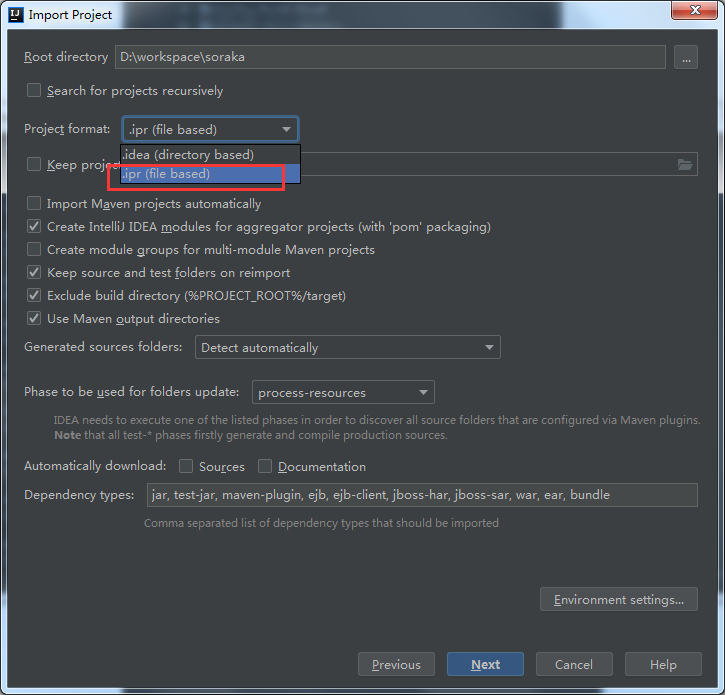 IJ Import Project
Root directory D:\workspace\soraka ...
Search for projects recursively
Project format: .ipr (file based)
.idea (directory based)
Keep projec
.ipr (file based)
Import Maven projects automatically
Create IntelliJ IDEA modules for aggregator projects (with 'pom' packaging)
Create module groups for multi-module Maven projects
Keep source and test folders on reimport
Exclude build directory (%PROJECT_ROOT%/target)
Use Maven output directories
Generated sources folders: Detect automatically
Phase to be used for folders update: process-resources
IDEA needs to execute one of the listed phases in order to discover all source folders that are configured via Maven plugins.
Note that all test-* phases firstly generate and compile production sources.
Automatically download: Sources Documentation
Dependency types: jar, test-jar, maven-plugin, ejb, ejb-client, jboss-har, jboss-sar, war, ear, bundle
Comma separated list of dependency types that should be imported
Environment settings...
Previous Next Cancel Help